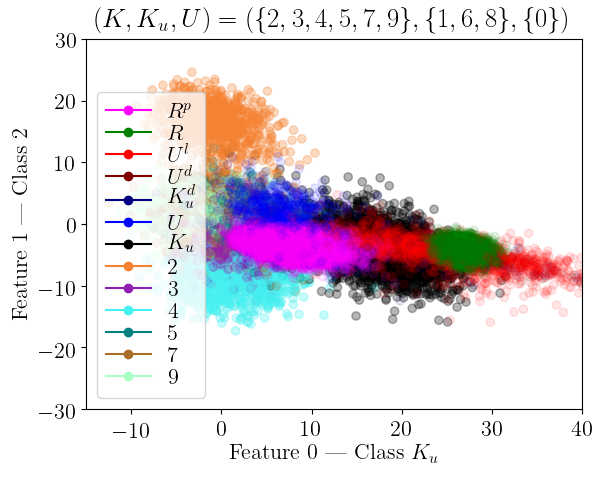 (K, K_u, U) = ({2, 3, 4, 5, 7, 9}, {1, 6, 8}, {0})
30
20
10
0
−10
−20
−30
Feature 1 — Class 2
R^p
R
U^l
U^d
K_u^d
U
K_u
2
3
4
5
7
9
−10 0 10 20 30 40
Feature 0 — Class K_u